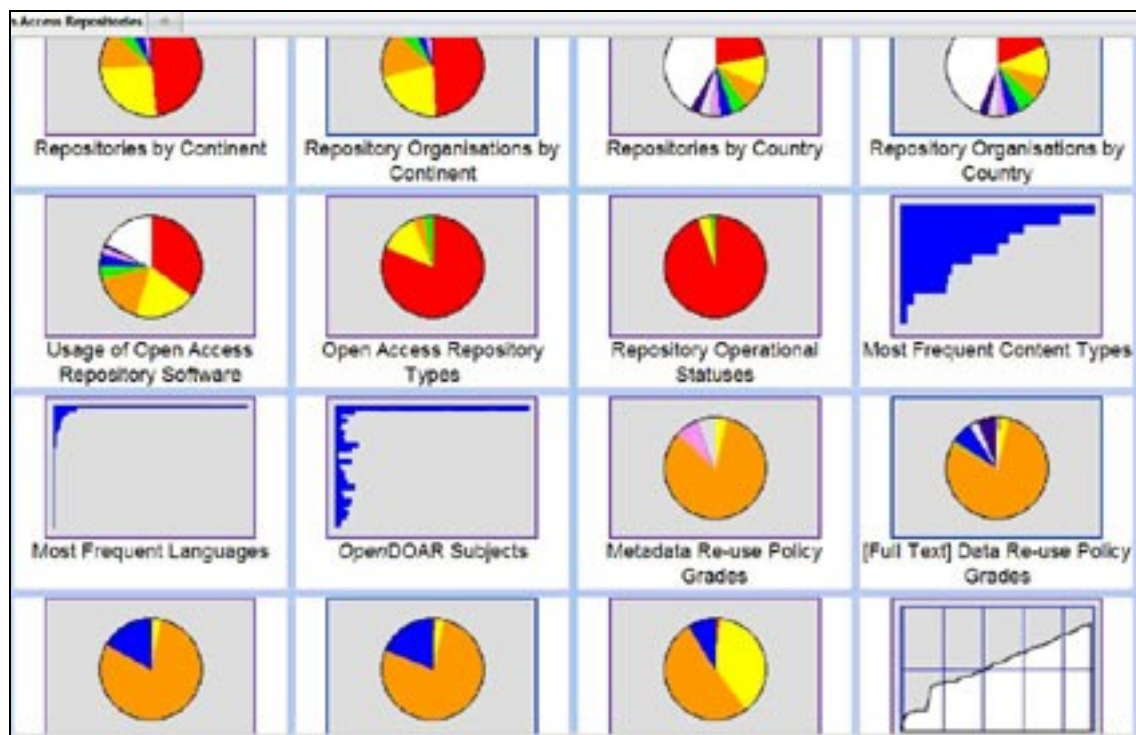 n Access Repositories
Repositories by Continent
Repository Organisations by
Continent
Repositories by Country
Repository Organisations by
Country
Usage of Open Access
Repository Software
Open Access Repository
Types
Repository Operational
Statuses
Most Frequent Content Types
Most Frequent Languages
OpenDOAR Subjects
Metadata Re-use Policy
Grades
[Full Text] Data Re-use Policy
Grades